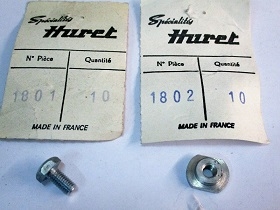 Spécialités
Huret
N° Pièce Quantité
1801 10
MADE IN FRANCE
Spécialités
Huret
N° Pièce Quantité
1802 10
MADE IN FRANCE